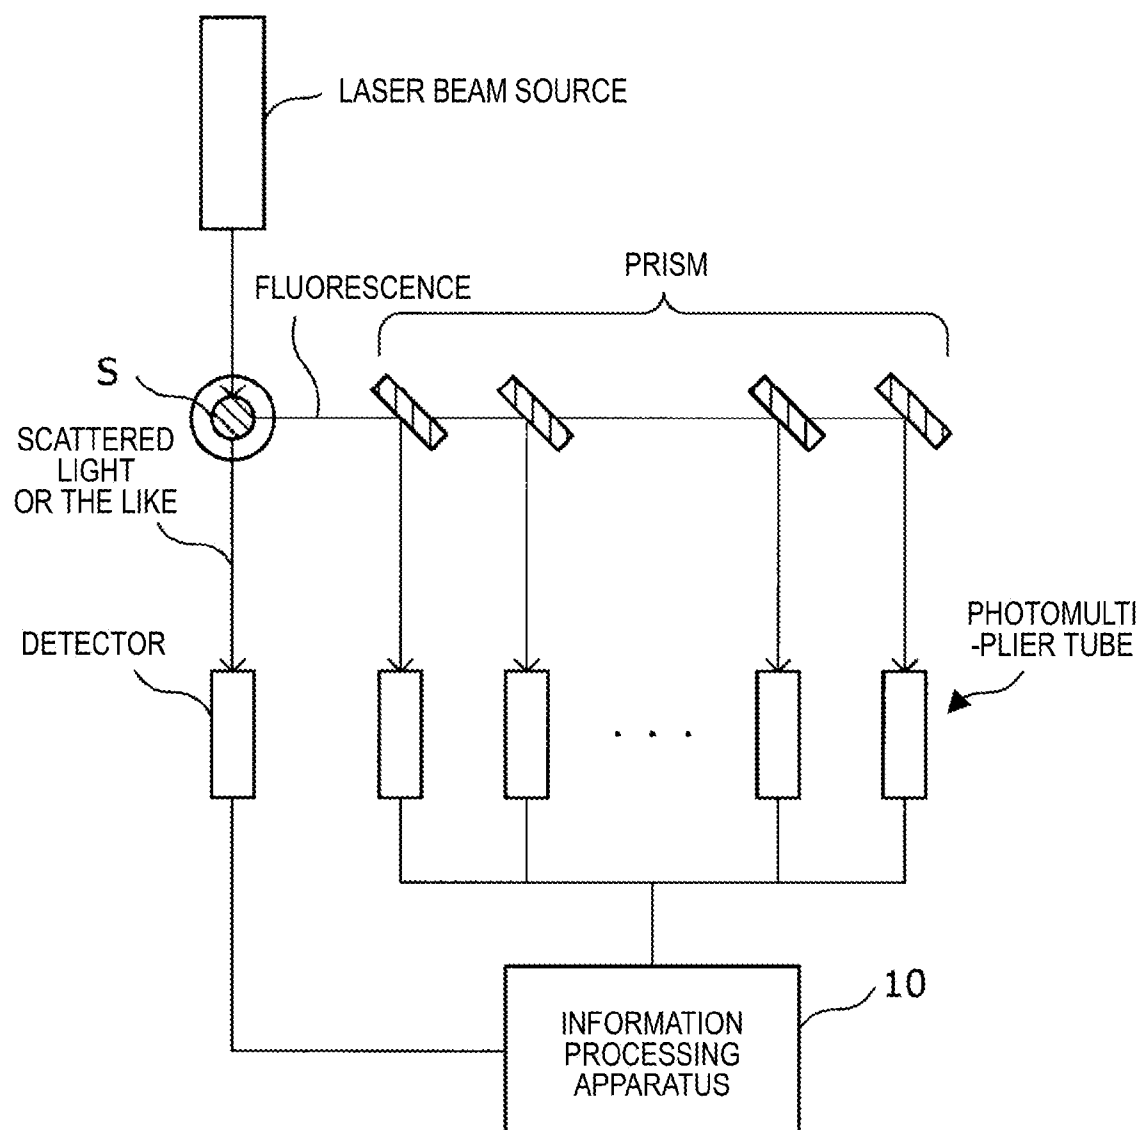 LASER BEAM SOURCE
PRISM
FLUORESCENCE
S
SCATTERED
LIGHT
OR THE LIKE
DETECTOR
PHOTOMULTI
-PLIER TUBE
. . .
10
INFORMATION
PROCESSING
APPARATUS